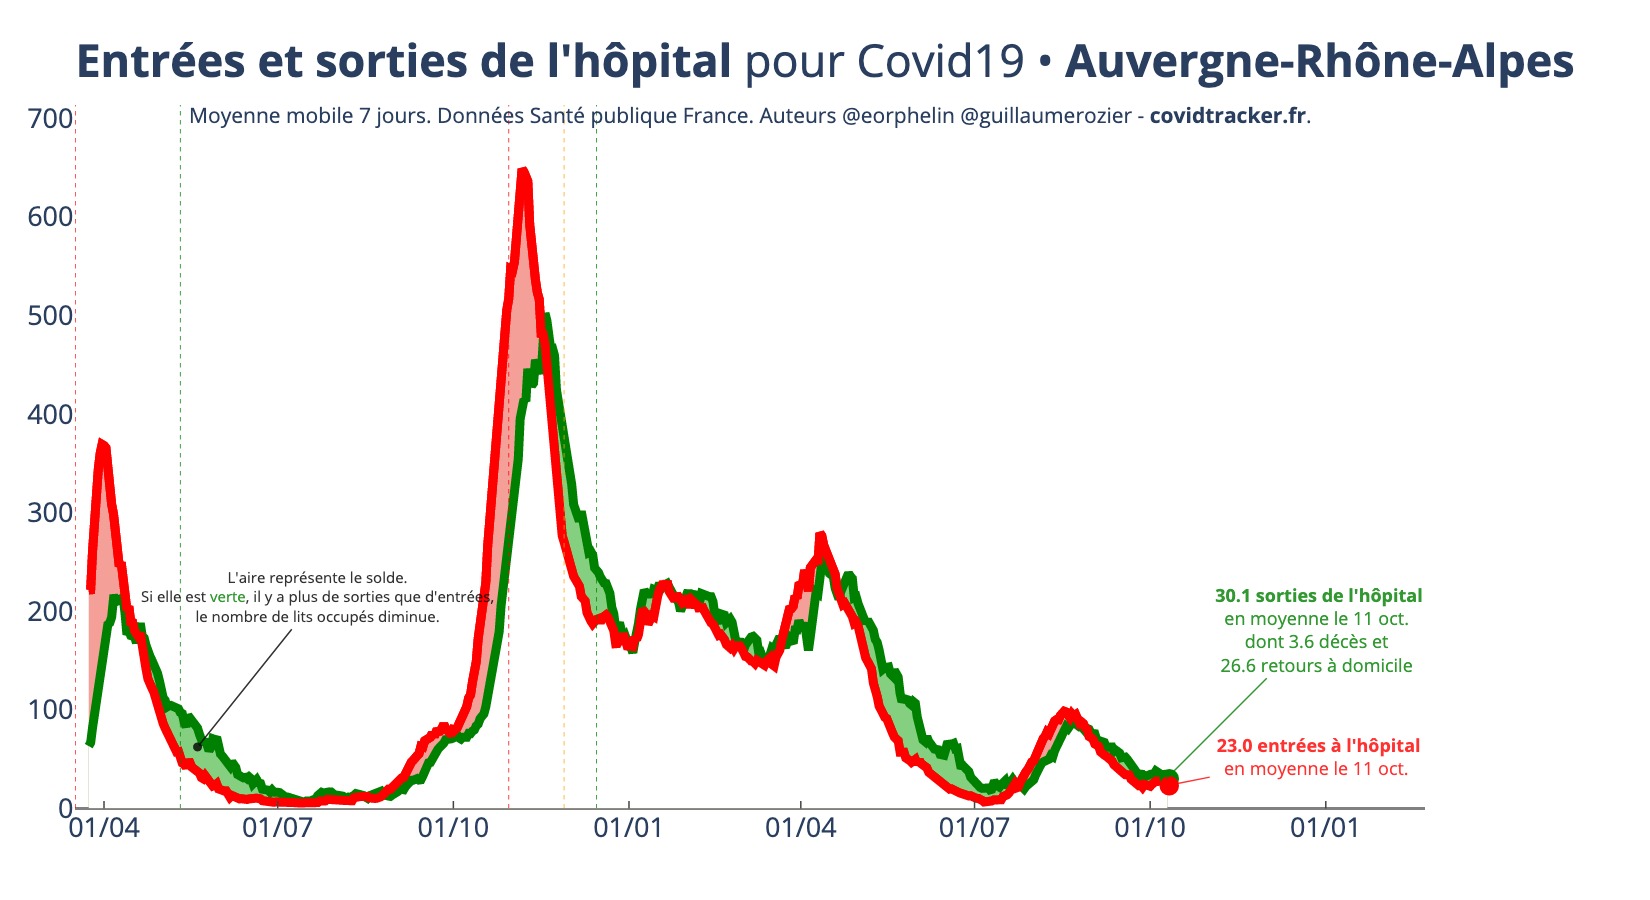 Entrées et sorties de l'hôpital pour Covid19 • Auvergne-Rhône-Alpes
Moyenne mobile 7 jours. Données Santé publique France. Auteurs @eorphelin @guillaumerozier - covidtracker.fr.
700
600
500
400
300
200
100
0
L'aire représente le solde.
Si elle est verte, il y a plus de sorties que d'entrées,
le nombre de lits occupés diminue.
30.1 sorties de l'hôpital
en moyenne le 11 oct.
dont 3.6 décès et
26.6 retours à domicile
23.0 entrées à l'hôpital
en moyenne le 11 oct.
01/04 01/07 01/10 01/01 01/04 01/07 01/10 01/01